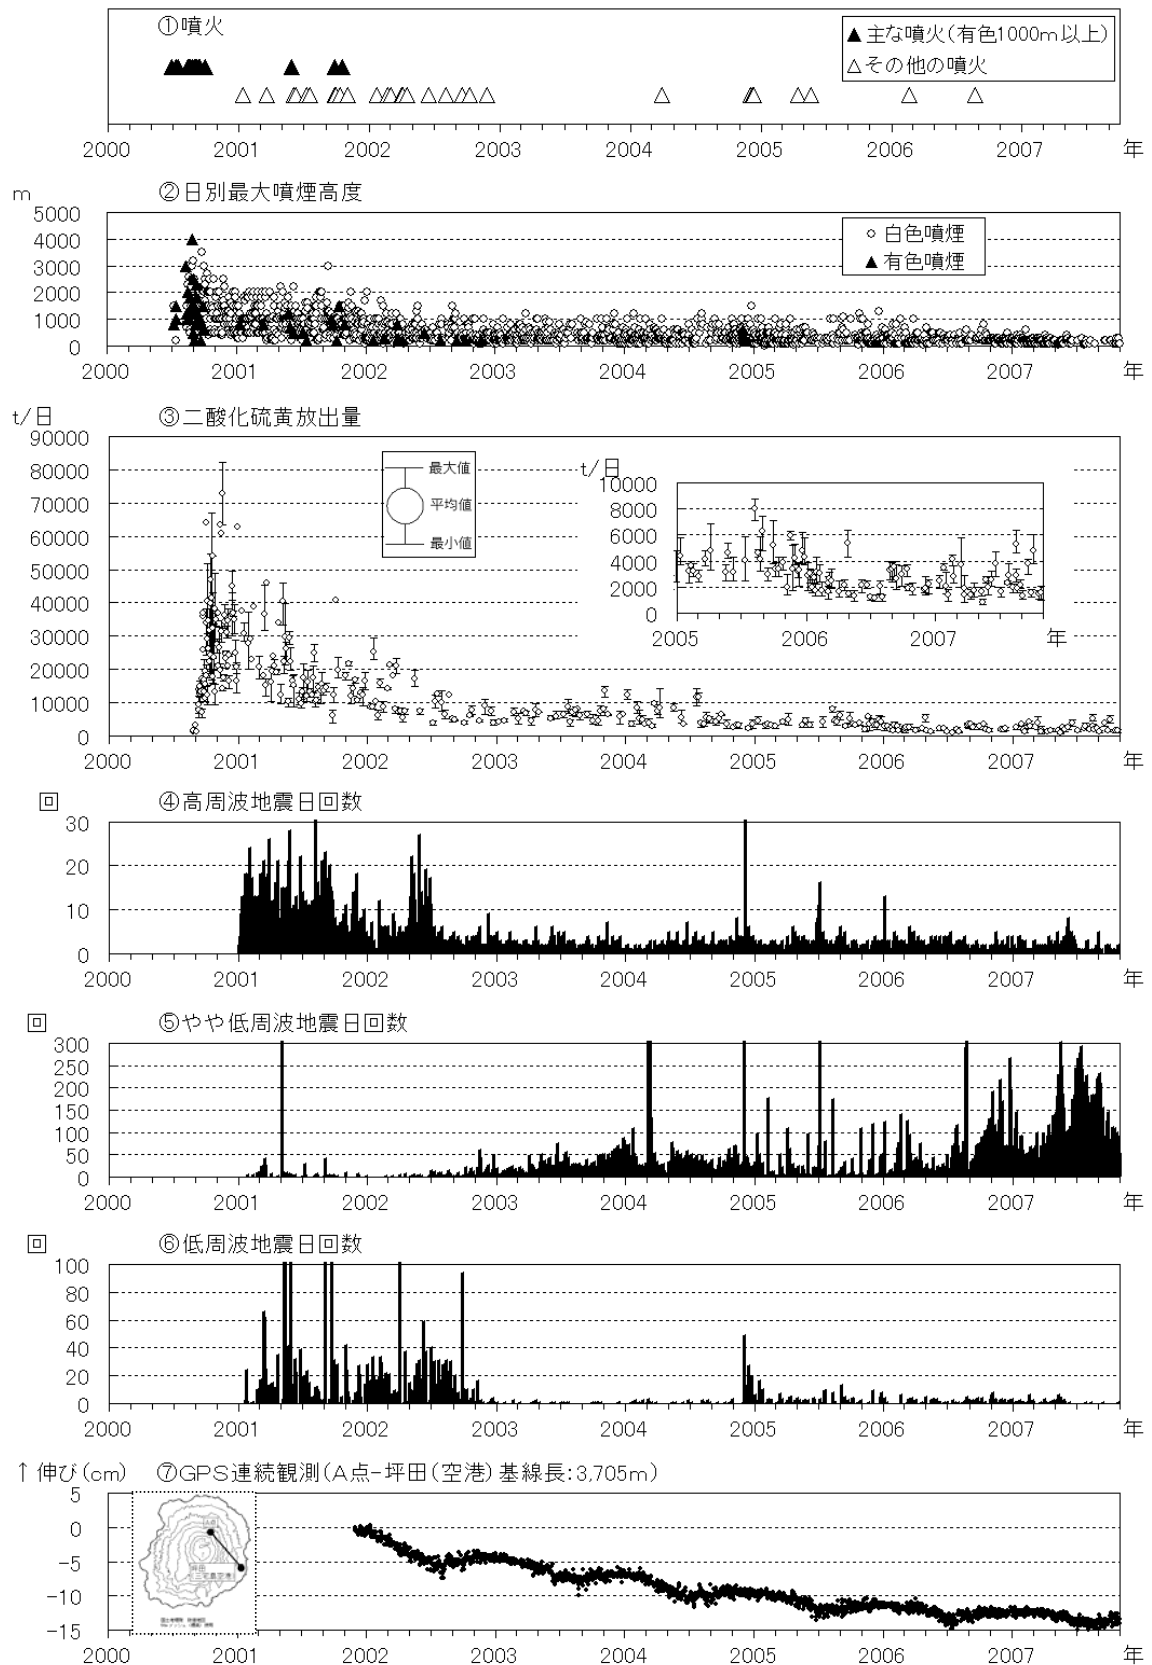 ①噴火
▲主な噴火(有色1000m以上)
△その他の噴火
2000 2001 2002 2003 2004 2005 2006 2007 年
m ②日別最大噴煙高度
5000
4000
3000
2000
1000
0
○白色噴煙
▲有色噴煙
2000 2001 2002 2003 2004 2005 2006 2007 年
t/日 ③二酸化硫黄放出量
90000
80000
70000
60000
50000
40000
30000
20000
10000
0
最大値
平均値
最小値
t/日
10000
8000
6000
4000
2000
0
2005 2006 2007 年
2000 2001 2002 2003 2004 2005 2006 2007 年
回 ④高周波地震日回数
30
20
10
0
2000 2001 2002 2003 2004 2005 2006 2007 年
回 ⑤やや低周波地震日回数
300
250
200
150
100
50
0
2000 2001 2002 2003 2004 2005 2006 2007 年
回 ⑥低周波地震日回数
100
80
60
40
20
0
2000 2001 2002 2003 2004 2005 2006 2007 年
↑伸び(cm) ⑦GPS連続観測(A点-坪田(空港)基線長:3,705m)
5
0
-5
-10
-15
2000 2001 2002 2003 2004 2005 2006 2007 年